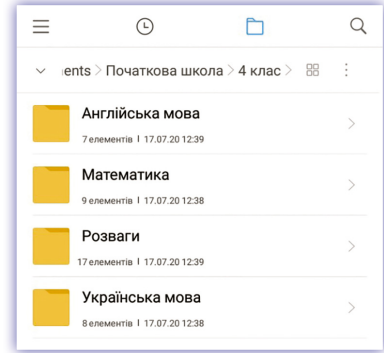 ents > Початкова школа > 4 клас >
Англійська мова
7 елементів | 17.07.20 12:39
Математика
9 елементів | 17.07.20 12:38
Розваги
17 елементів | 17.07.20 12:39
Українська мова
8 елементів | 17.07.20 12:38